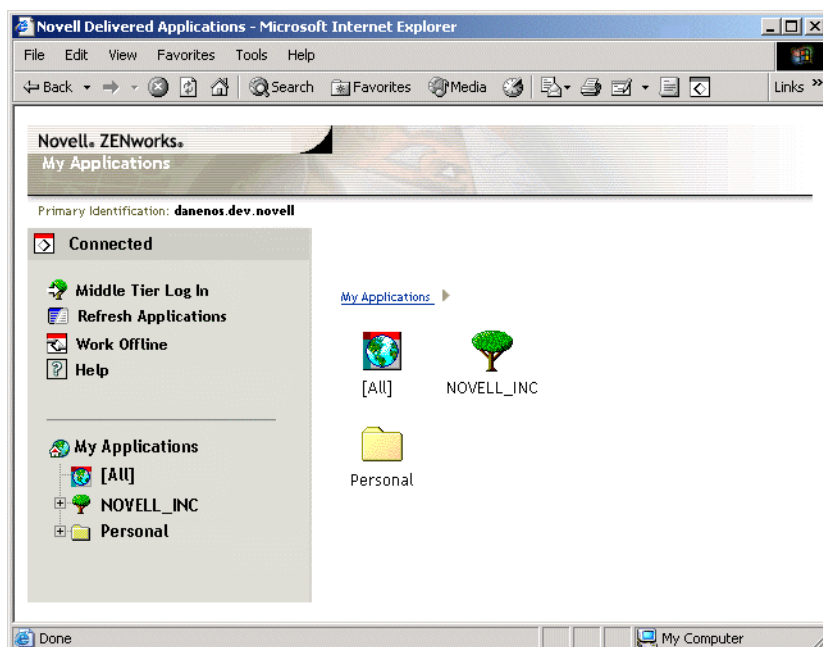 Novell Delivered Applications - Microsoft Internet Explorer
File Edit View Favorites Tools Help
Back Search Favorites Media Links »
Novell® ZENworks®
My Applications
Primary Identification: danenos.dev.novell
Connected
Middle Tier Log In
Refresh Applications
Work Offline
Help
My Applications
[All]
NOVELL_INC
Personal
My Applications
[All] NOVELL_INC
Personal
Done My Computer